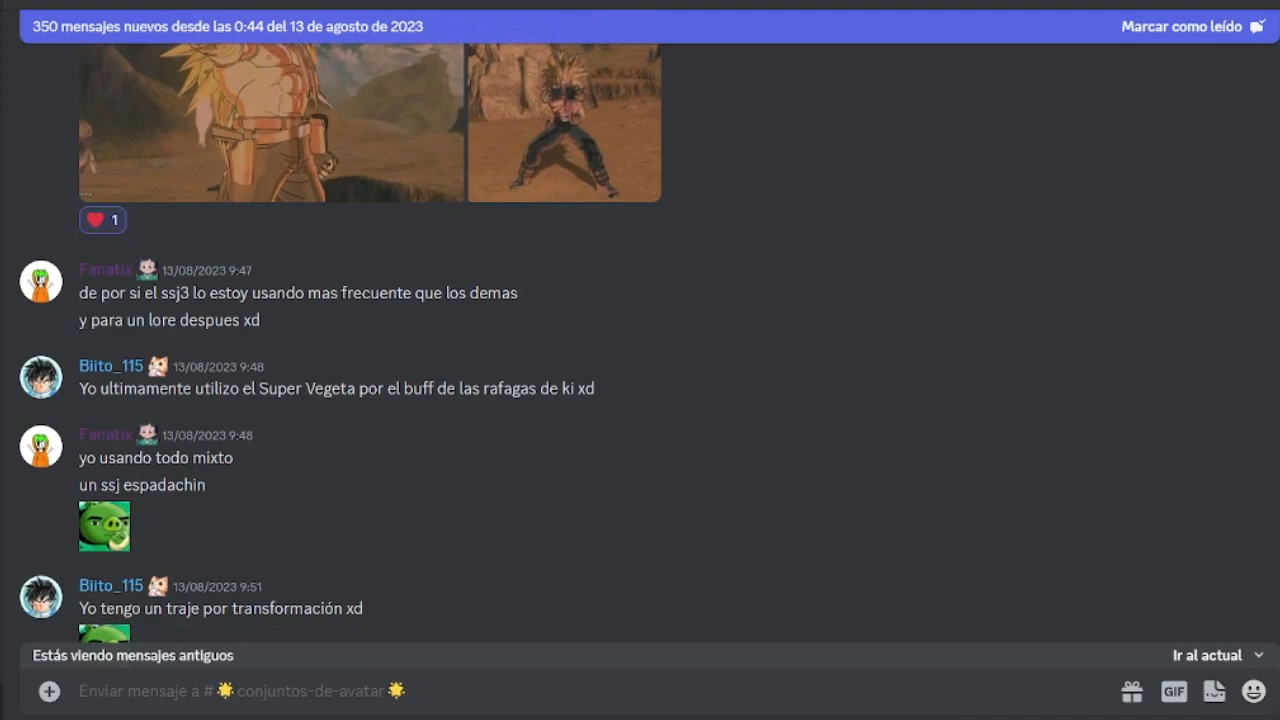 350 mensajes nuevos desde las 0:44 del 13 de agosto de 2023 Marcar como leído
1
Fanatix 13/08/2023 9:47
de por si el ssj3 lo estoy usando mas frecuente que los demas
y para un lore despues xd
Biito_115 13/08/2023 9:48
Yo ultimamente utilizo el Super Vegeta por el buff de las rafagas de ki xd
Fanatix 13/08/2023 9:48
yo usando todo mixto
un ssj espadachin
Biito_115 13/08/2023 9:51
Yo tengo un traje por transformación xd
Estás viendo mensajes antiguos Ir al actual
Enviar mensaje a #🌟conjuntos-de-avatar🌟
GIF